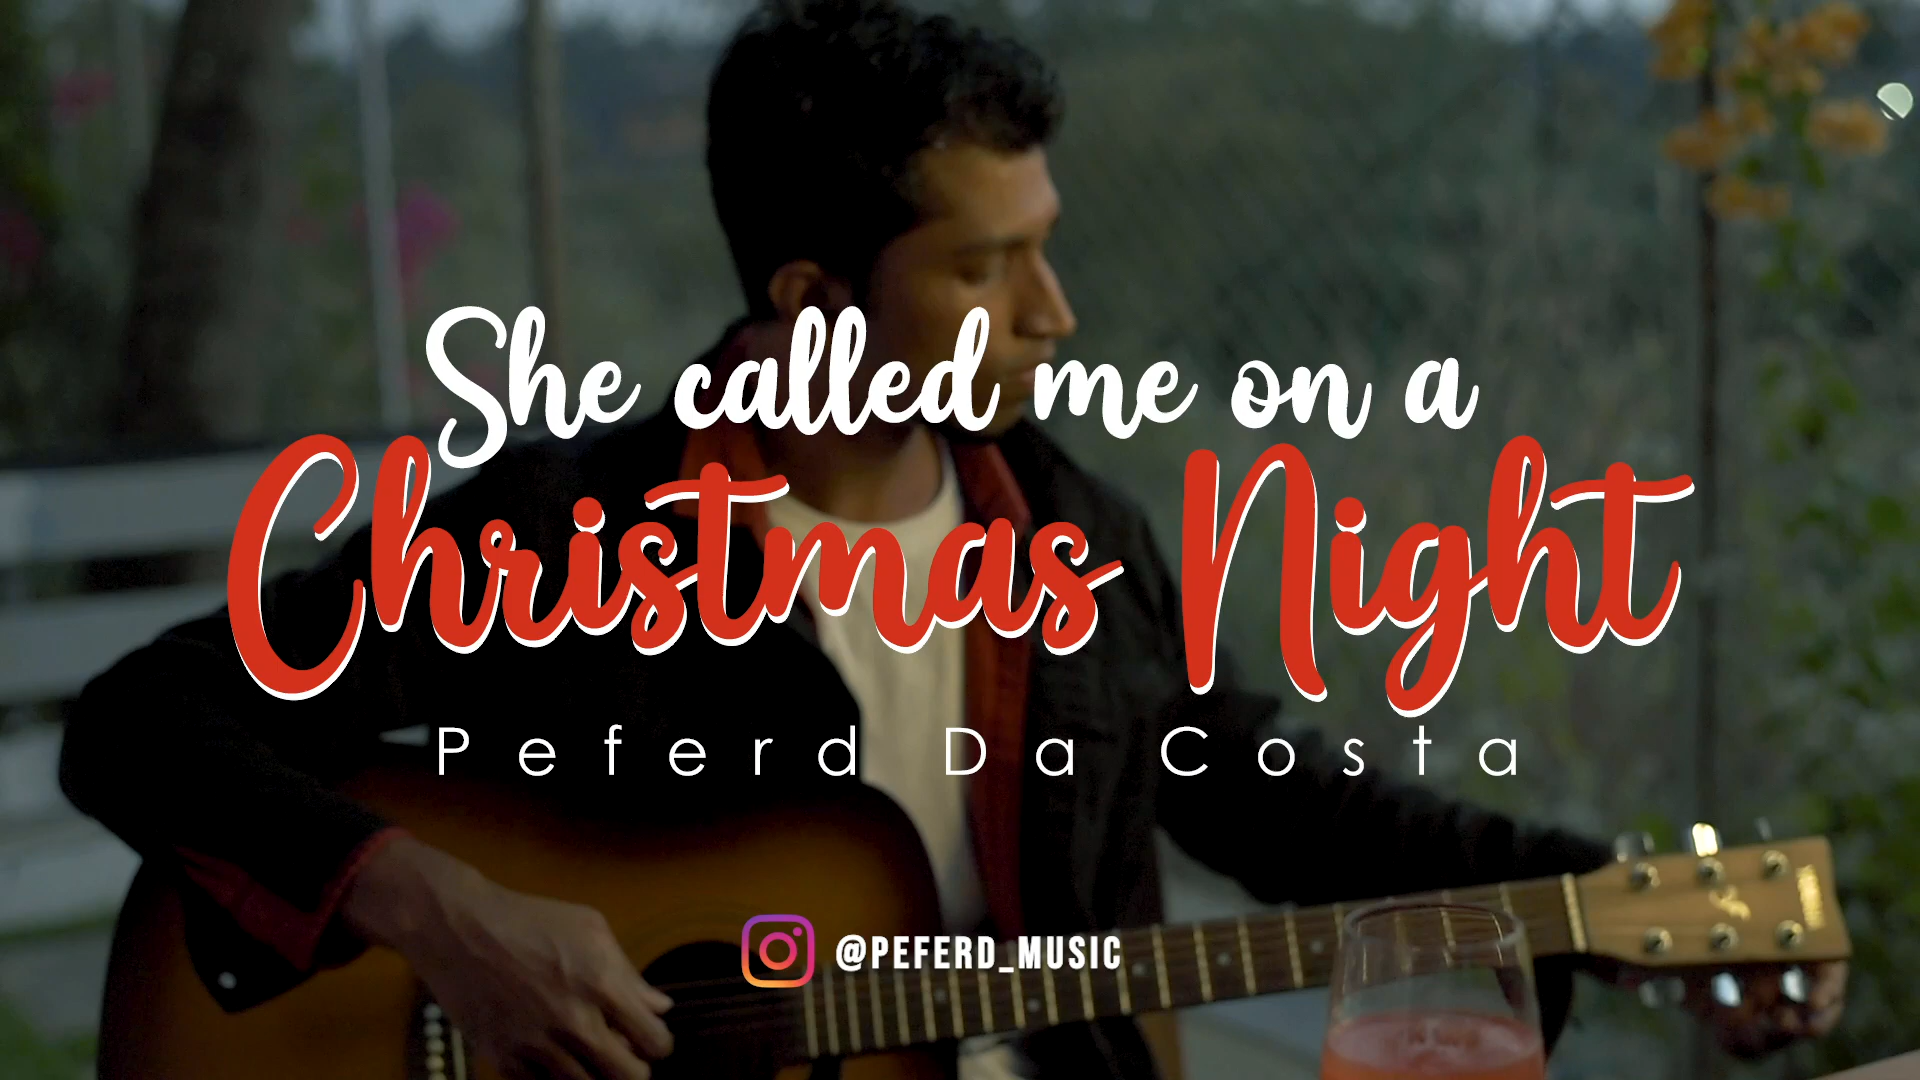 She called me on a
Christmas Night
Peferd Da Costa
@PEFERD_MUSIC